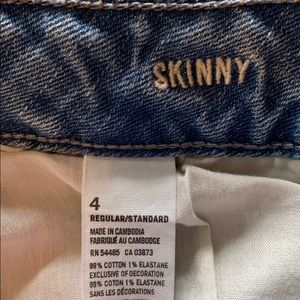 SKINNY
4
REGULAR/STANDARD
MADE IN CAMBODIA
FABRIQUÉ AU CAMBODGE
RN 54485 CA 03873
99% COTTON 1% ELASTANE
EXCLUSIVE OF DECORATION
99% COTON 1% ÉLASTHANNE
SANS LES DÉCORATIONS